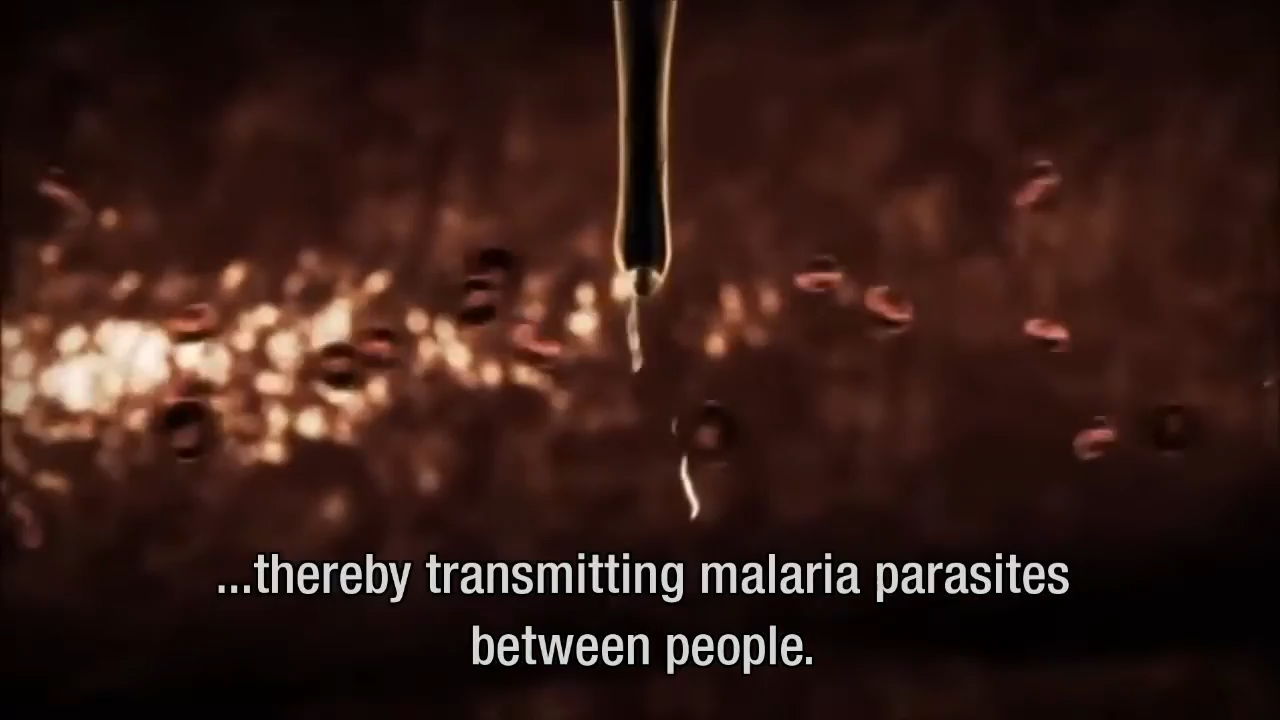 ...thereby transmitting malaria parasites
between people.